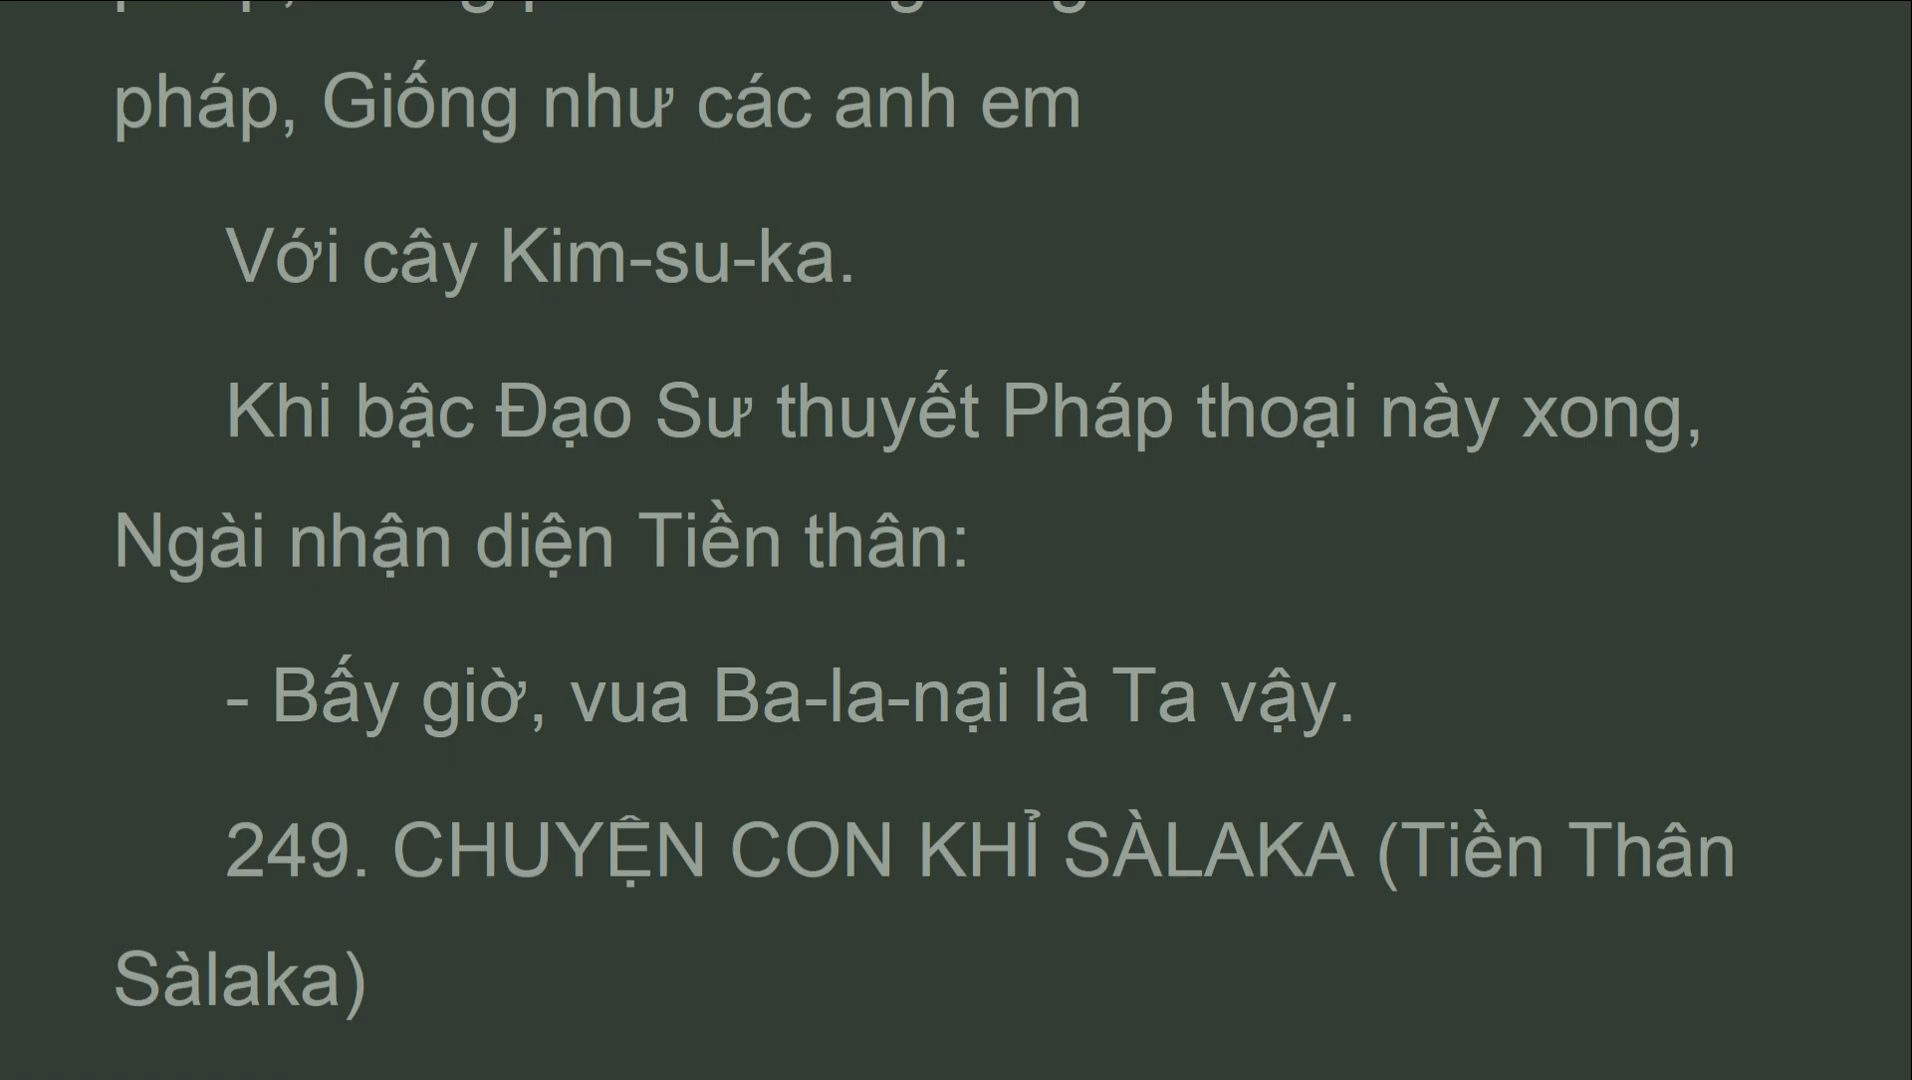 pháp, Giống như các anh em
Với cây Kim-su-ka.
Khi bậc Đạo Sư thuyết Pháp thoại này xong,
Ngài nhận diện Tiền thân:
- Bấy giờ, vua Ba-la-nại là Ta vậy.
249. CHUYỆN CON KHỈ SÀLAKA (Tiền Thân
Sàlaka)